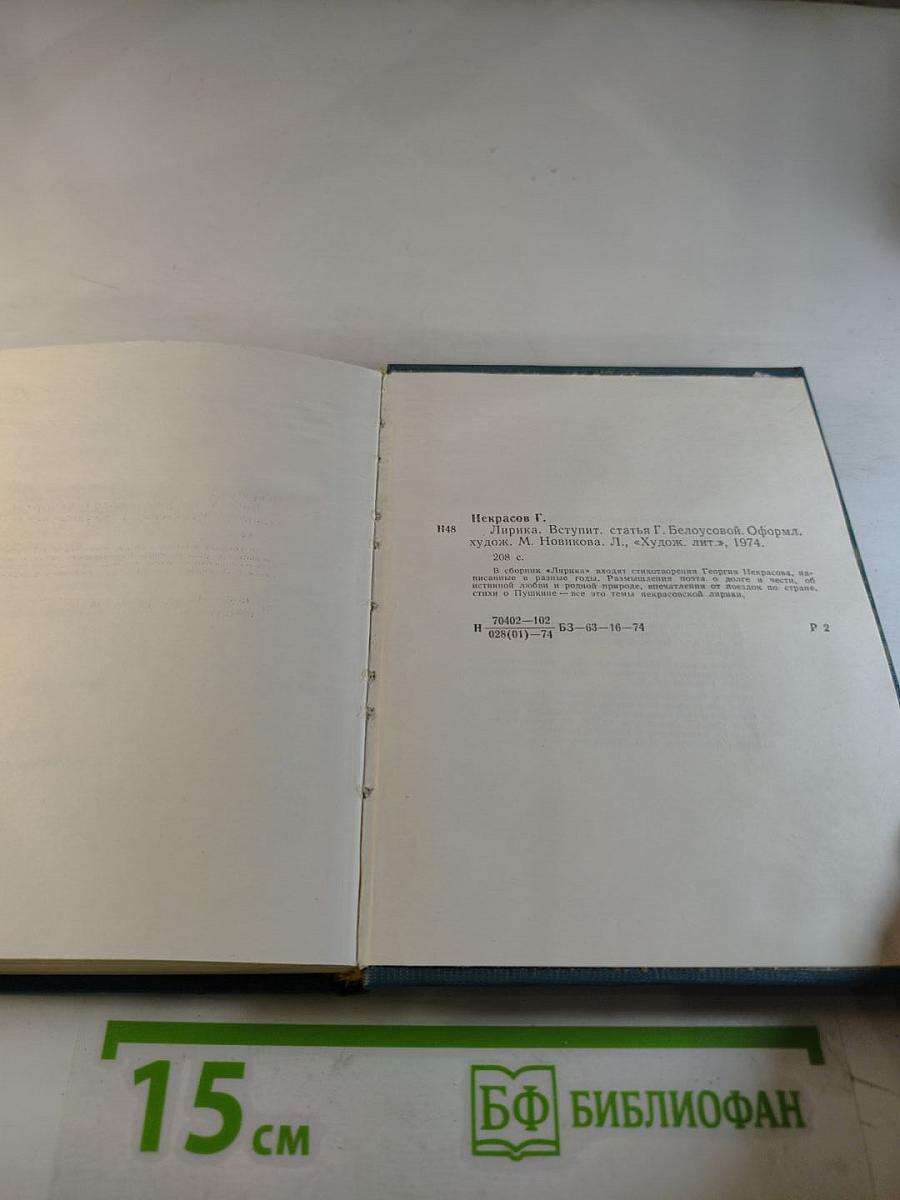 Некрасов Г.
Н48 Лирика. Вступит. статья Г. Белоусовой. Оформл.
худож. М. Новикова. Л., «Худож. лит.», 1974.
208 с.
В сборник «Лирика» входят стихотворения Георгия Некрасова, на-
писанные в разные годы. Размышления поэта о долге и чести, об
истинной любви и родной природе, впечатления от поездок по стране,
стихи о Пушкине — все это темы некрасовской лирики.
Н 70402—102
028(01)—74 БЗ—63—16—74 Р 2
15 см
БФ БИБЛИОФАН